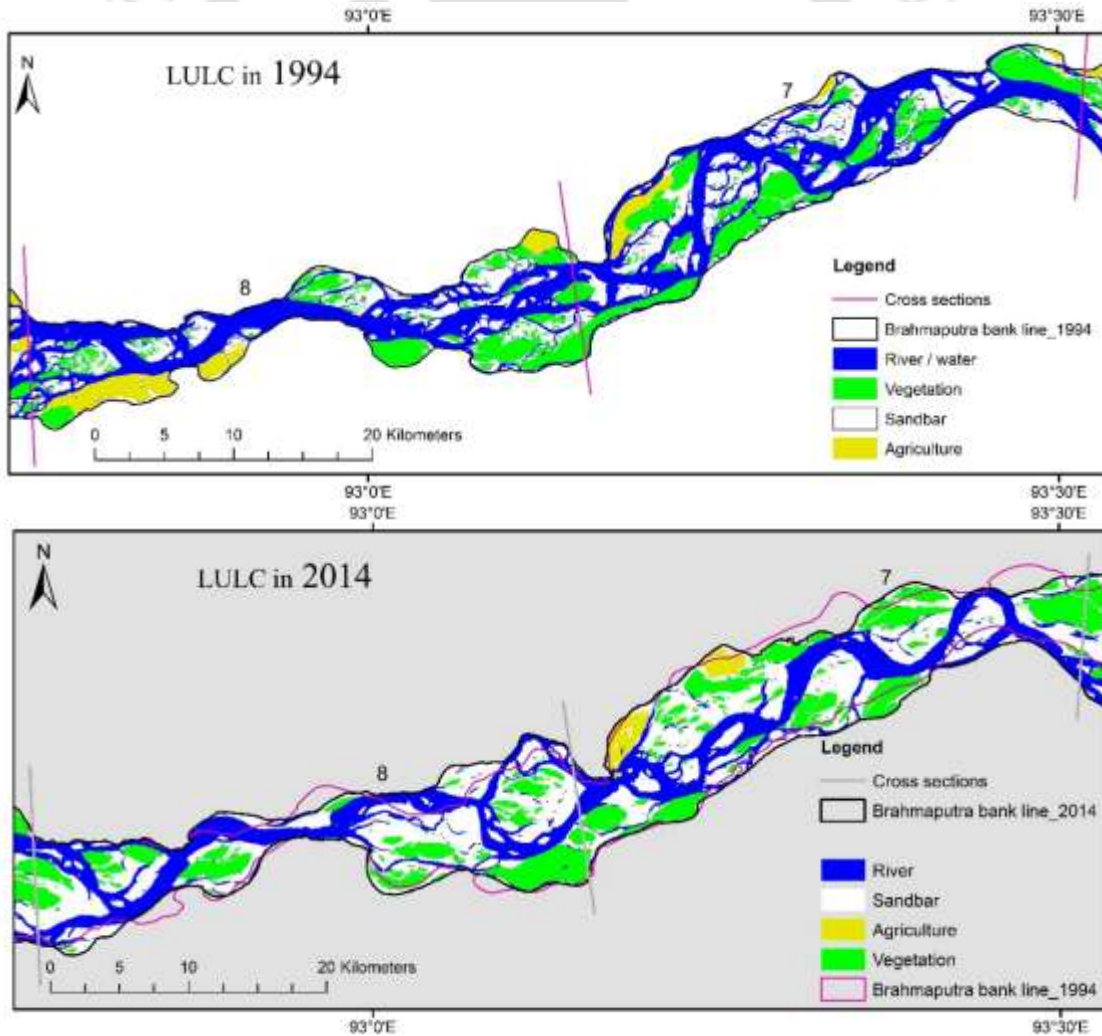 93°0'E 93°30'E
N
LULC in 1994
7
8
Legend
Cross sections
Brahmaputra bank line_1994
River / water
Vegetation
Sandbar
Agriculture
0 5 10 20 Kilometers
93°0'E 93°30'E
93°0'E 93°30'E
N
LULC in 2014
7
8
Legend
Cross sections
Brahmaputra bank line_2014
River
Sandbar
Agriculture
Vegetation
Brahmaputra bank line_1994
0 5 10 20 Kilometers
93°0'E 93°30'E